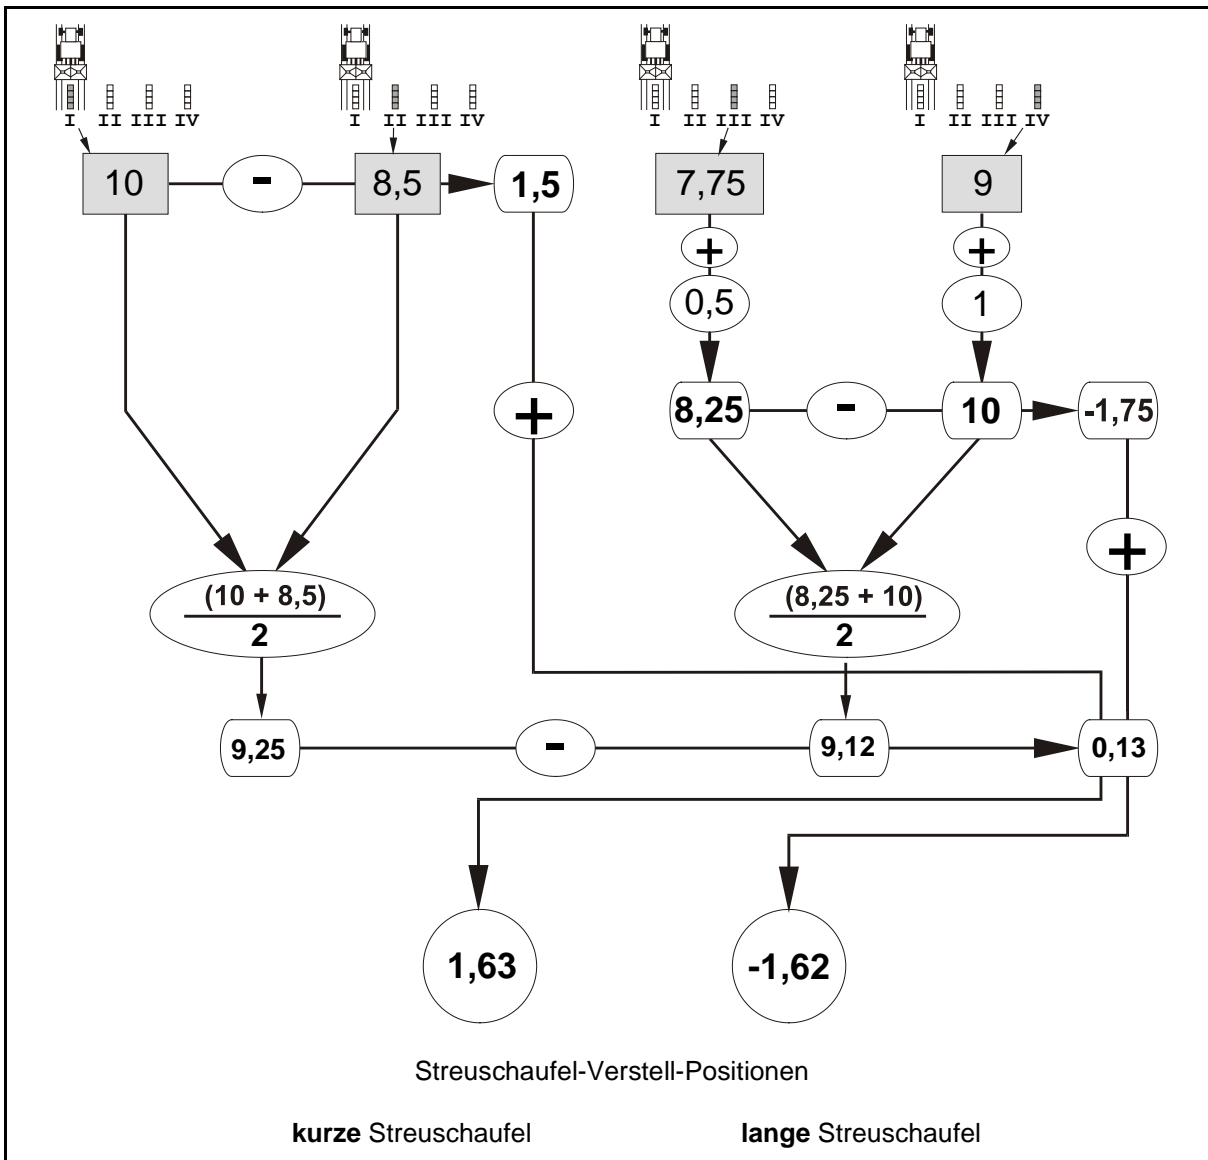 I II III IV
I II III IV
I II III IV
I II III IV
10 - 8,5 1,5 7,75 9
+ +
0,5 1
+ 8,25 - 10 -1,75
+
(10 + 8,5) (8,25 + 10)
2 2
9,25 - 9,12 0,13
1,63 -1,62
Streuschaufel-Verstell-Positionen
kurze Streuschaufel lange Streuschaufel